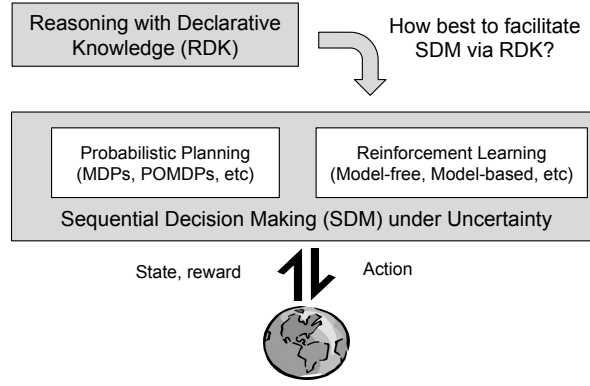 Reasoning with Declarative
Knowledge (RDK)
How best to facilitate
SDM via RDK?
Probabilistic Planning
(MDPs, POMDPs, etc)
Reinforcement Learning
(Model-free, Model-based, etc)
Sequential Decision Making (SDM) under Uncertainty
State, reward
Action